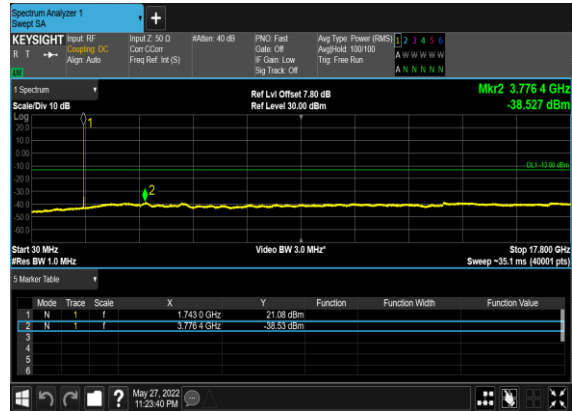 Spectrum Analyzer 1
Swept SA
+
KEYSIGHT Input: RF Input Z: 50 Ω #Atten: 40 dB PNO: Fast Avg Type: Power (RMS) 1 2 3 4 5 6
R T Coupling: DC Corr CCorr Gate: Off Avg|Hold: 100/100 A W W W W W
Align: Auto Freq Ref: Int (S) IF Gain: Low Trig: Free Run
Sig Track: Off A N N N N N
1 Spectrum Ref Lvl Offset 7.80 dB Mkr2 3.776 4 GHz
Scale/Div 10 dB Ref Level 30.00 dBm -38.527 dBm
Log
20.0
10.0
0.00
-10.0
-20.0
-30.0
-40.0
-50.0
-60.0
1
2
DL1 -13.00 dBm
Start 30 MHz Video BW 3.0 MHz* Stop 17.800 GHz
#Res BW 1.0 MHz Sweep ~35.1 ms (40001 pts)
5 Marker Table
Mode Trace Scale X Y Function Function Width Function Value
1 N 1 f 1.743 0 GHz 21.08 dBm
2 N 1 f 3.776 4 GHz -38.53 dBm
3
4
5
6
? May 27, 2022
11:23:40 PM